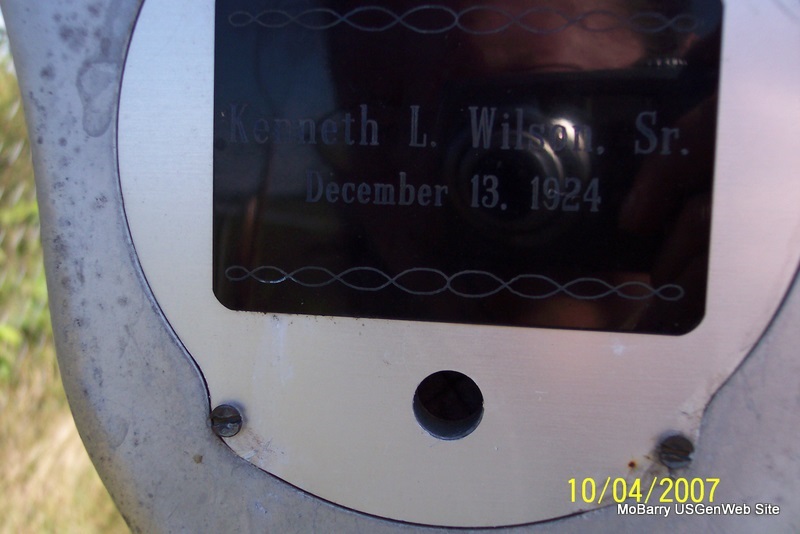 Kenneth L. Wilson, Sr.
December 13, 1924
10/04/2007
MoBarry USGenWeb Site